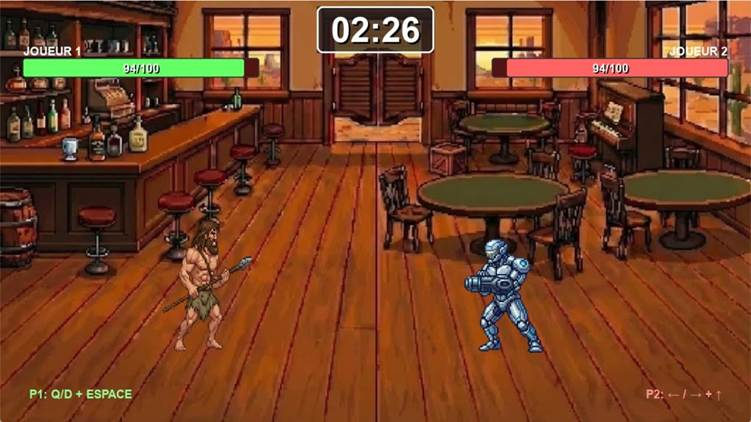 02:26
JOUEUR 1
JOUEUR 2
94/100
94/100
P1: Q/D + ESPACE
P2: ← / → + ↑